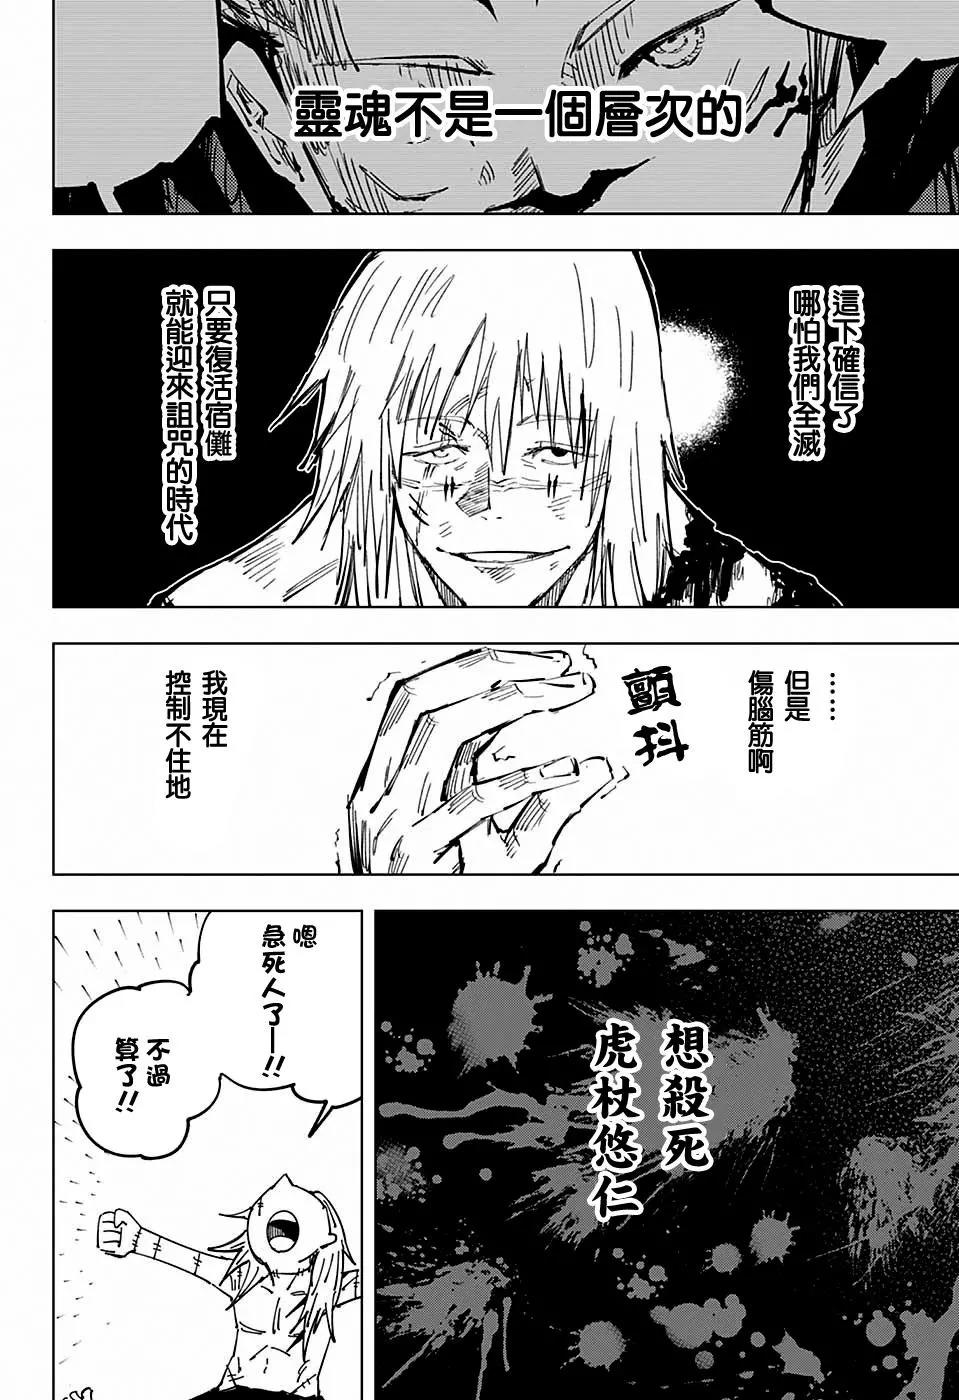 靈魂不是一個層次的
這下確信了
哪怕我們全滅
只要復活宿儺
就能迎來詛咒的時代
……
但是
傷腦筋啊
顫抖
我現在
控制不住地
想殺死
虎杖悠仁
嗯
急死人了—!!
不過
算了!!